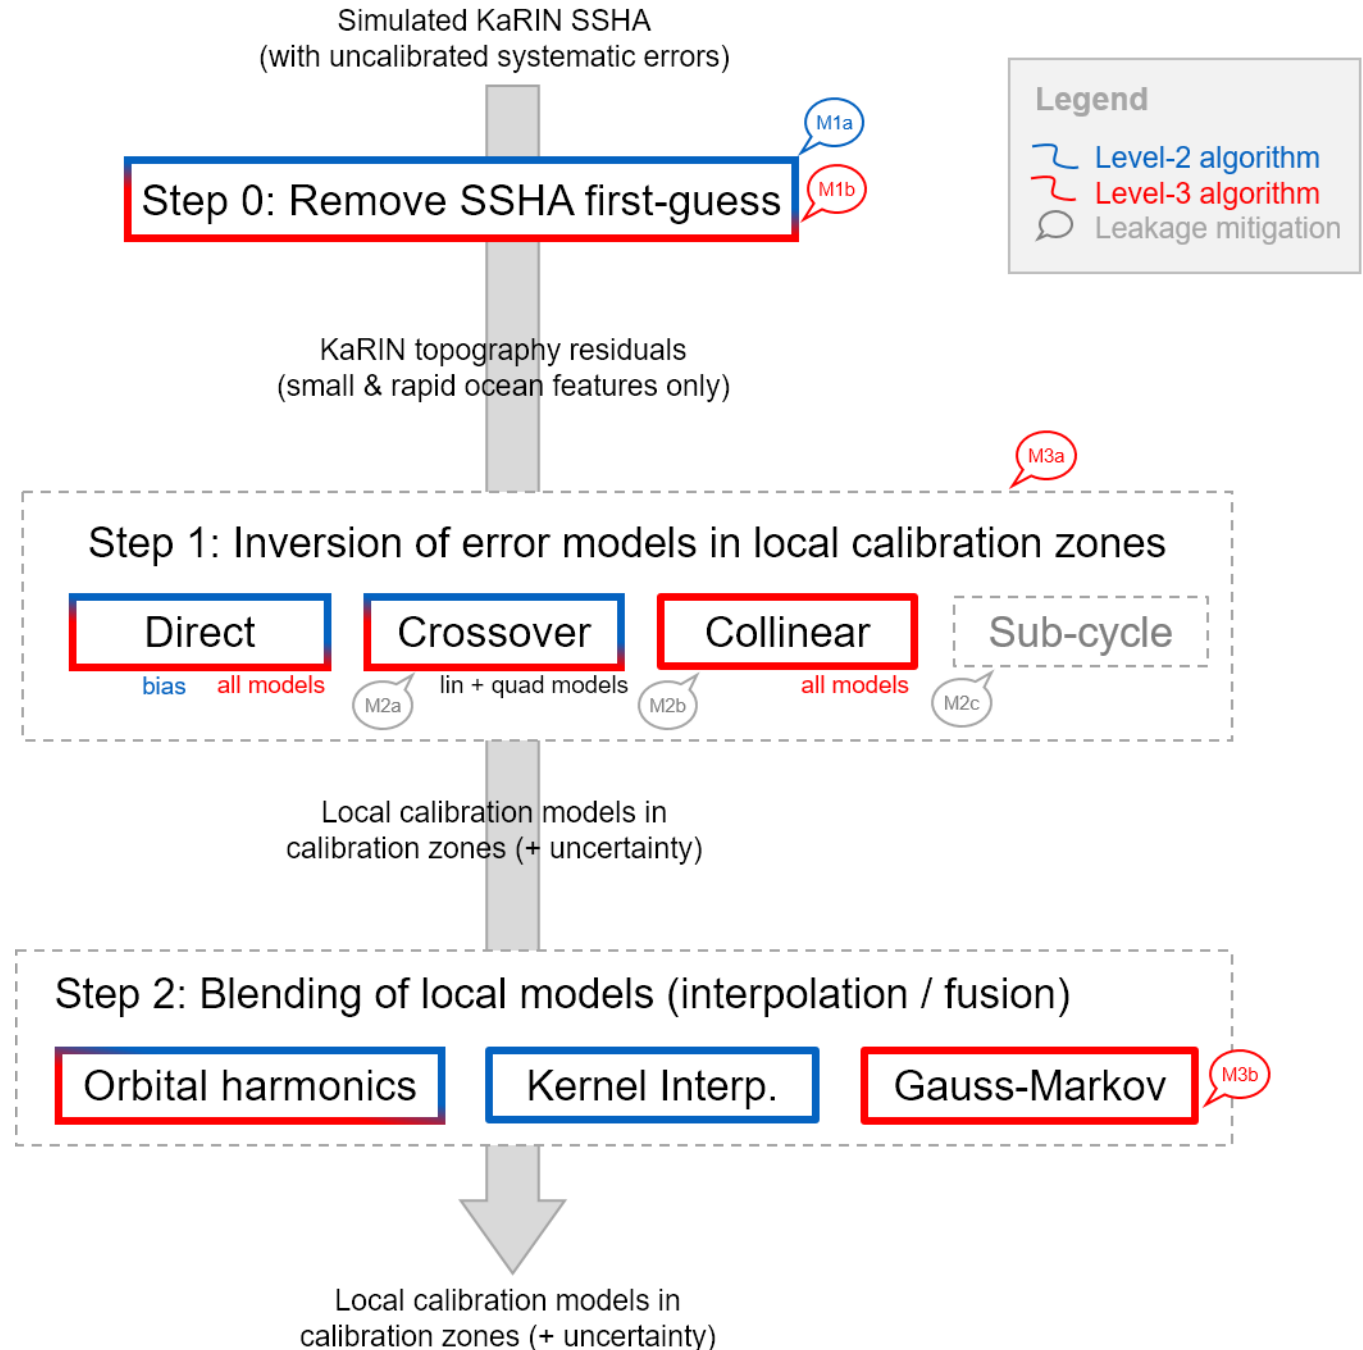 Simulated KaRIN SSHA
(with uncalibrated systematic errors)
Legend
Level-2 algorithm
Level-3 algorithm
Leakage mitigation
M1a
Step 0: Remove SSHA first-guess
M1b
KaRIN topography residuals
(small & rapid ocean features only)
M3a
Step 1: Inversion of error models in local calibration zones
Direct
Crossover
Collinear
Sub-cycle
bias all models
lin + quad models
all models
M2a
M2b
M2c
Local calibration models in
calibration zones (+ uncertainty)
Step 2: Blending of local models (interpolation / fusion)
Orbital harmonics
Kernel Interp.
Gauss-Markov
M3b
Local calibration models in
calibration zones (+ uncertainty)